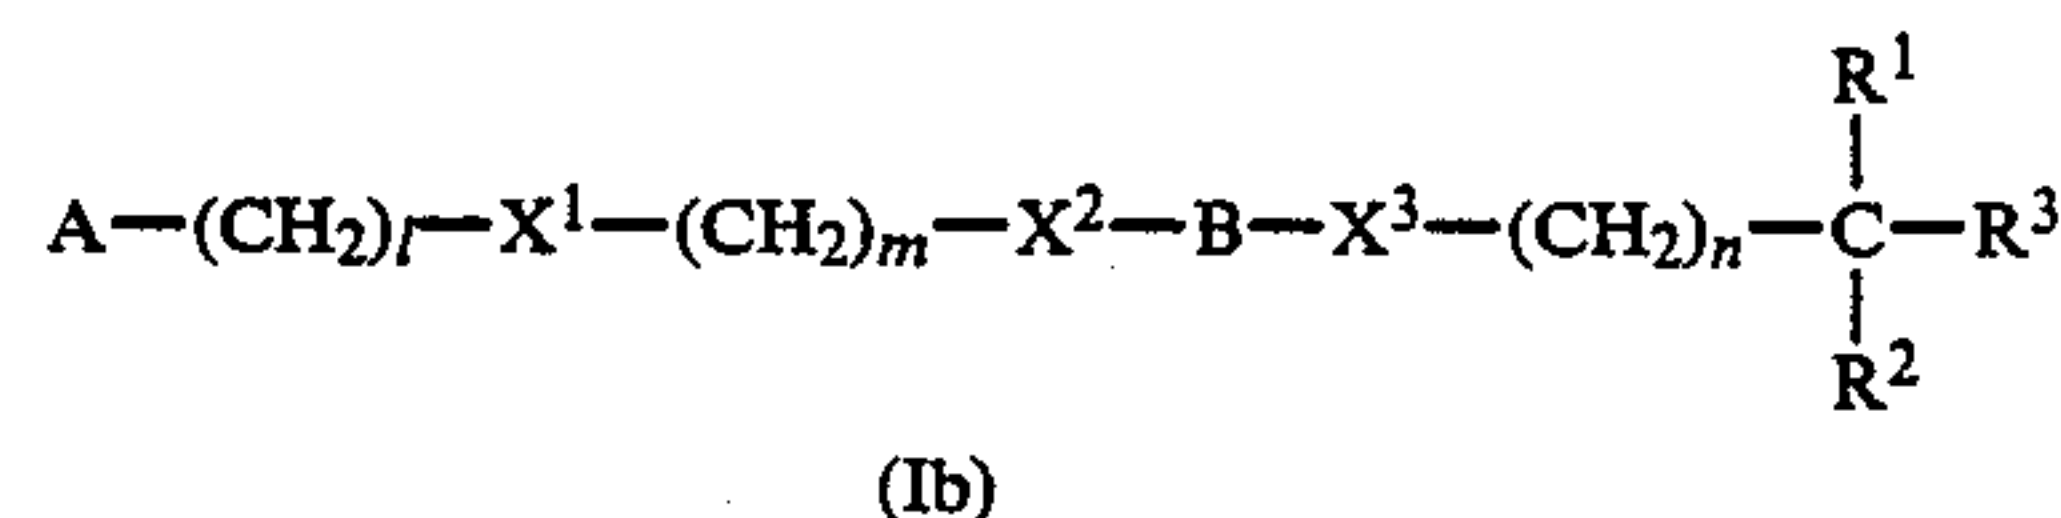 R¹
A—(CH₂)ₗ—X¹—(CH₂)ₘ—X²—B—X³—(CH₂)ₙ—C—R³
R²
(Ib)